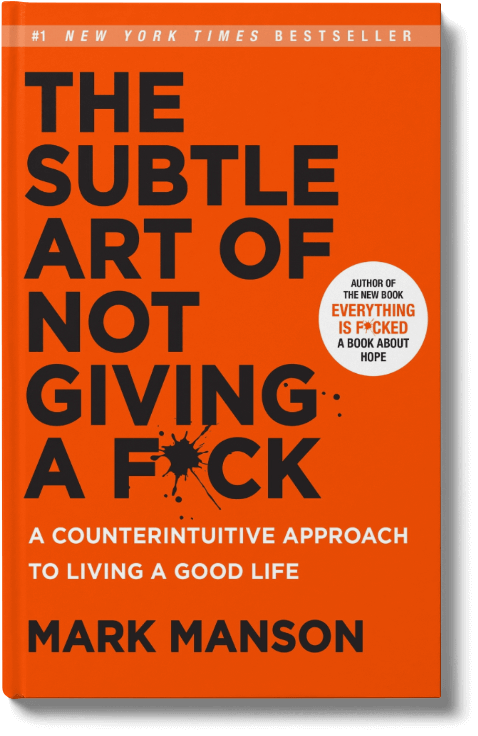 #1 NEW YORK TIMES BESTSELLER
THE
SUBTLE
ART OF
NOT
GIVING
A F*CK
AUTHOR OF
THE NEW BOOK
EVERYTHING
IS F*CKED
A BOOK ABOUT
HOPE
A COUNTERINTUITIVE APPROACH
TO LIVING A GOOD LIFE
MARK MANSON